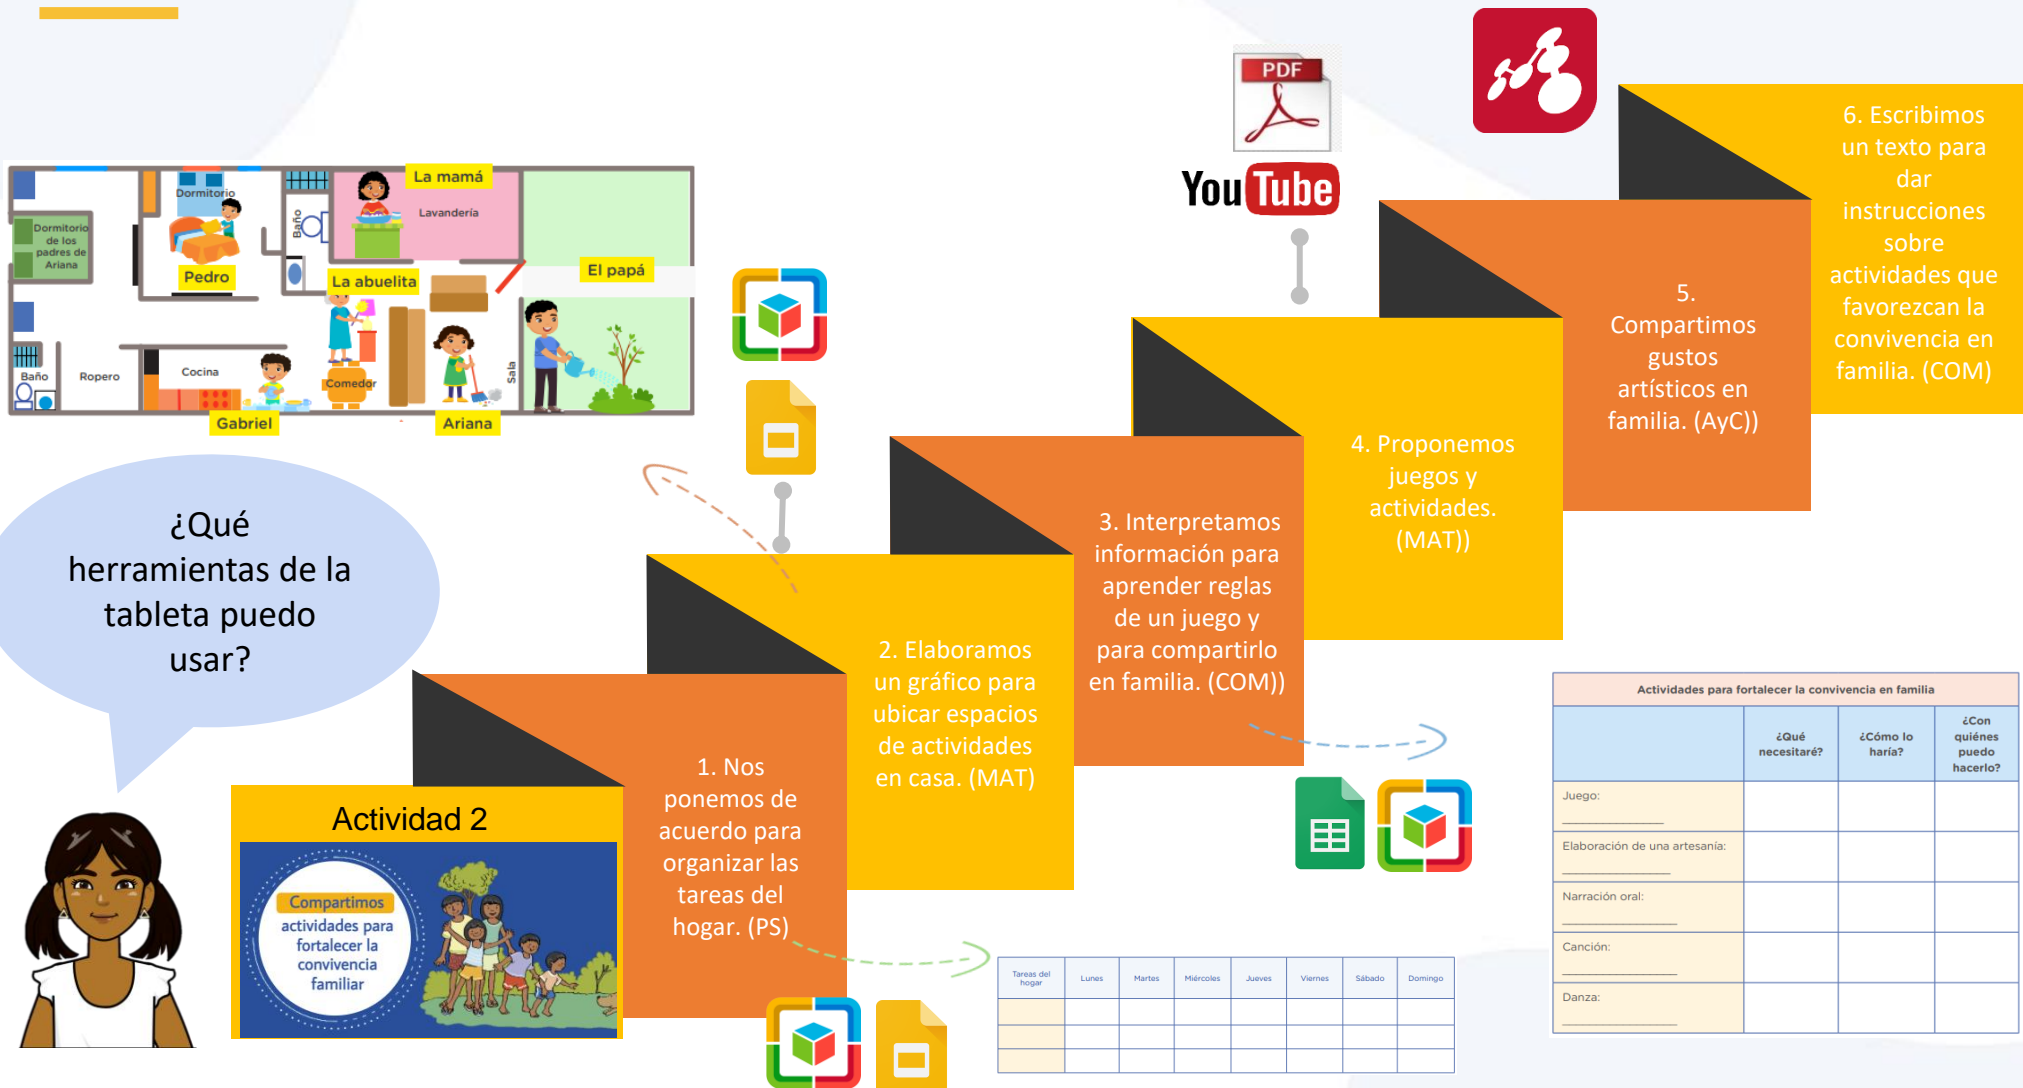 La mamá
Dormitorio
Baño
Lavandería
Dormitorio
de los
padres de
Ariana
Pedro
La abuelita
El papá
Baño
Ropero
Cocina
Comedor
Sala
Gabriel
Ariana
PDF
YouTube
¿Qué
herramientas de la
tableta puedo
usar?
Actividad 2
Compartimos
actividades para
fortalecer la
convivencia
familiar
1. Nos
ponemos de
acuerdo para
organizar las
tareas del
hogar. (PS)
2. Elaboramos
un gráfico para
ubicar espacios
de actividades
en casa. (MAT)
3. Interpretamos
información para
aprender reglas
de un juego y
para compartirlo
en familia. (COM))
4. Proponemos
juegos y
actividades.
(MAT))
5.
Compartimos
gustos
artísticos en
familia. (AyC))
6. Escribimos
un texto para
dar
instrucciones
sobre
actividades que
favorezcan la
convivencia en
familia. (COM)
Tareas del
hogar
Lunes
Martes
Miércoles
Jueves
Viernes
Sábado
Domingo
Actividades para fortalecer la convivencia en familia
¿Qué
necesitaré?
¿Cómo lo
haría?
¿Con
quiénes
puedo
hacerlo?
Juego:
Elaboración de una artesanía:
Narración oral:
Canción:
Danza: